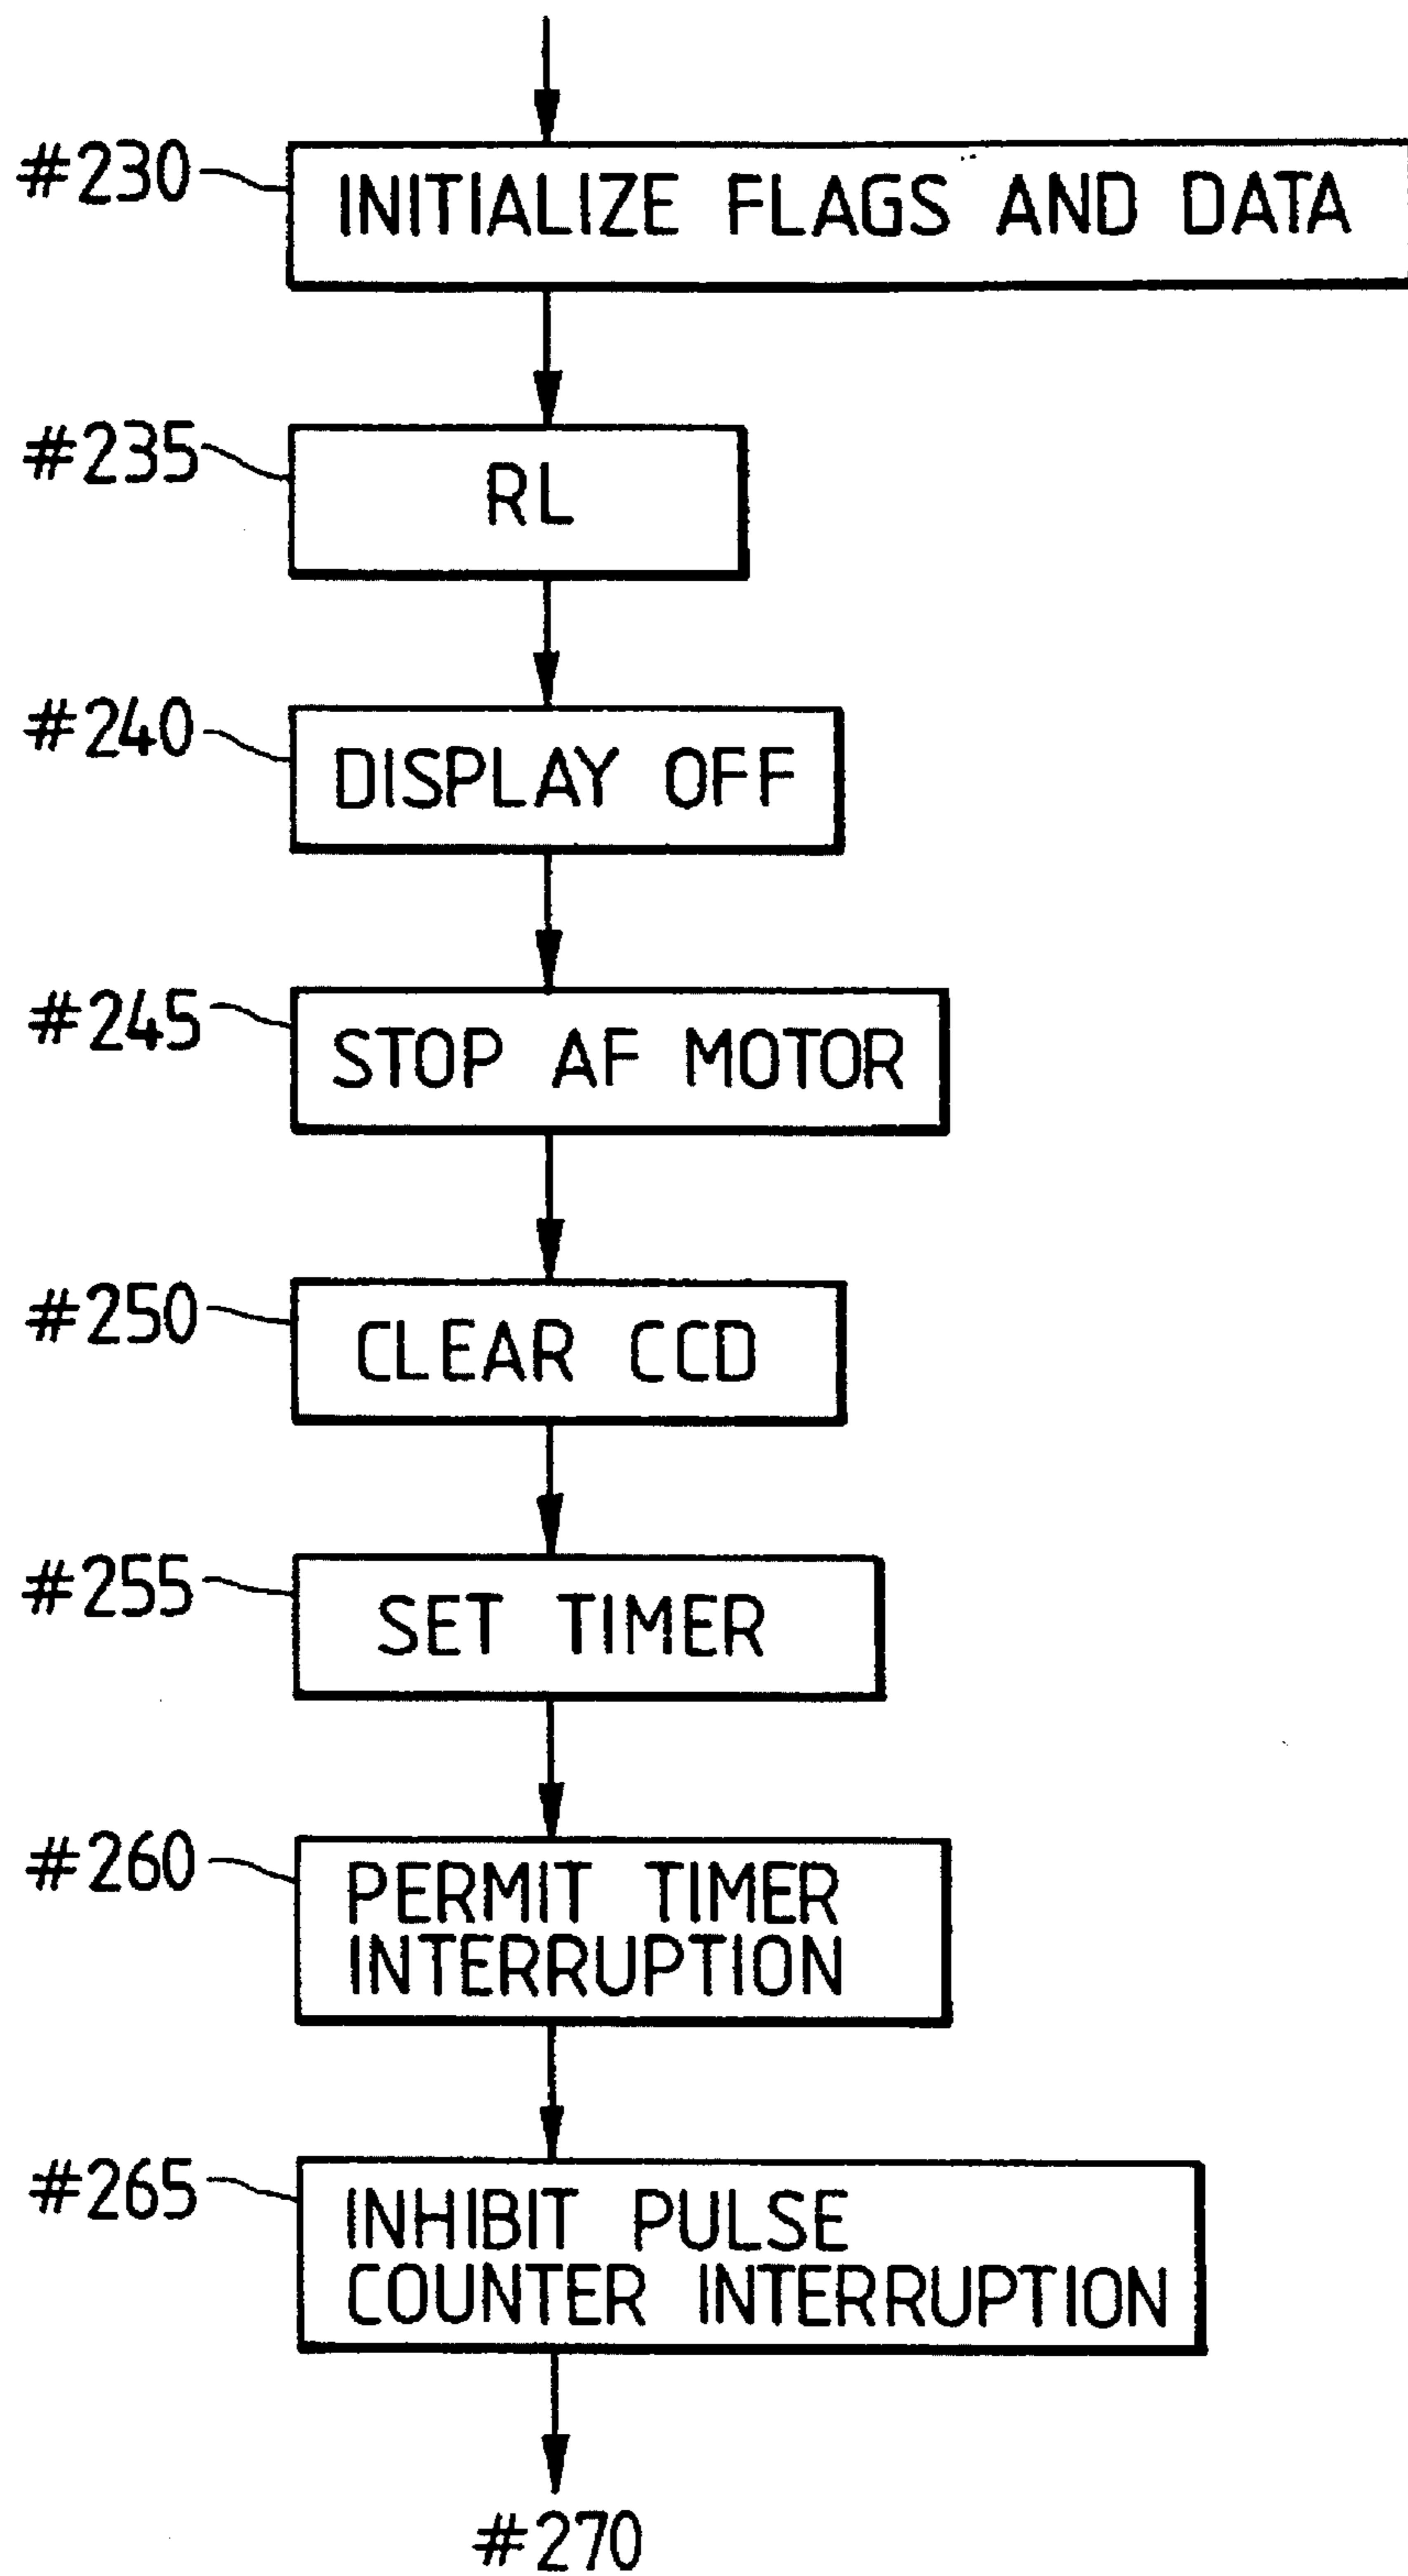 #230
INITIALIZE FLAGS AND DATA
#235
RL
#240
DISPLAY OFF
#245
STOP AF MOTOR
#250
CLEAR CCD
#255
SET TIMER
#260
PERMIT TIMER
INTERRUPTION
#265
INHIBIT PULSE
COUNTER INTERRUPTION
#270